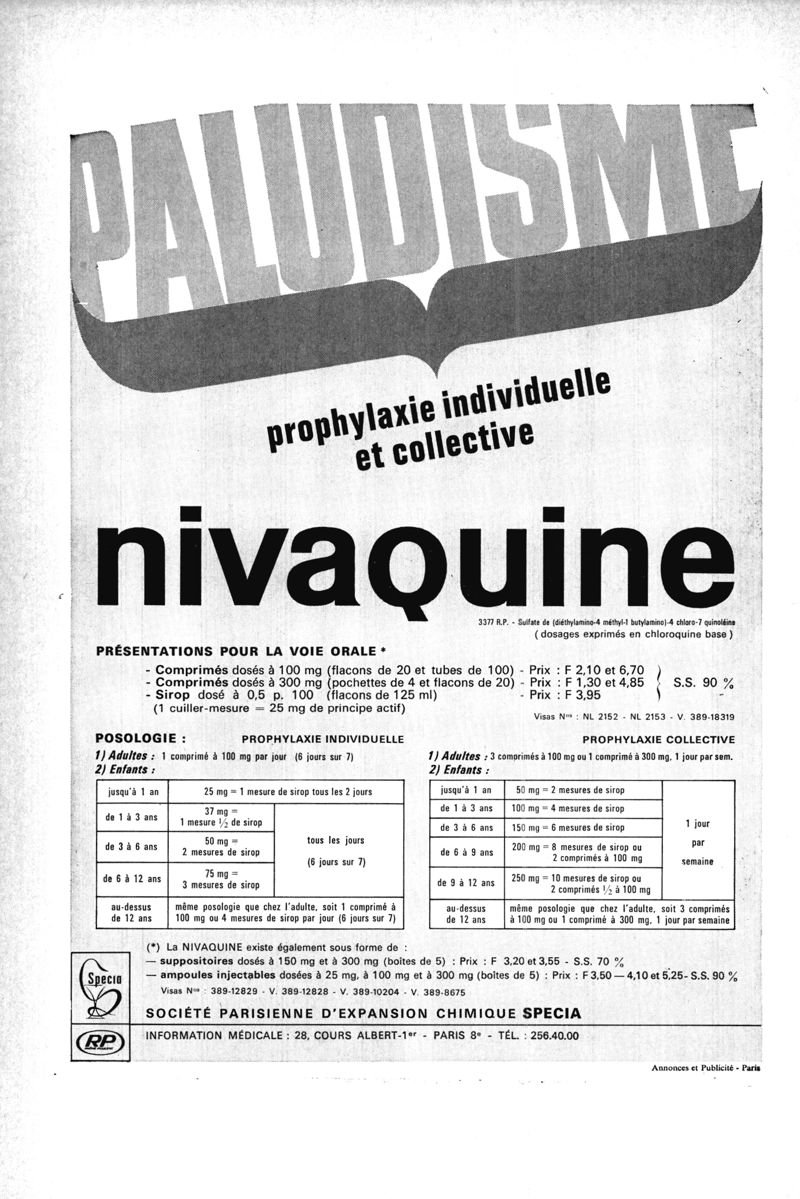 PALUDISME
prophylaxie individuelle
et collective
nivaquine
3377 R.P. - Sulfate de (diéthylamino-4 méthyl-1 butylamino)-4 chloro-7 quinoléine
(dosages exprimés en chloroquine base)
PRÉSENTATIONS POUR LA VOIE ORALE *
- Comprimés dosés à 100 mg (flacons de 20 et tubes de 100) - Prix : F 2,10 et 6,70
- Comprimés dosés à 300 mg (pochettes de 4 et flacons de 20) - Prix : F 1,30 et 4,85 S.S. 90 %
- Sirop dosé à 0,5 p. 100 (flacons de 125 ml) - Prix : F 3,95
(1 cuiller-mesure = 25 mg de principe actif)
Visas Nos : NL 2152 - NL 2153 - V. 389-18319
POSOLOGIE : PROPHYLAXIE INDIVIDUELLE
1) Adultes : 1 comprimé à 100 mg par jour (6 jours sur 7)
2) Enfants :
jusqu'à 1 an 25 mg = 1 mesure de sirop tous les 2 jours
de 1 à 3 ans 37 mg =
1 mesure ½ de sirop
de 3 à 6 ans 50 mg =
2 mesures de sirop
de 6 à 12 ans 75 mg =
3 mesures de sirop
tous les jours
(6 jours sur 7)
au-dessus de 12 ans même posologie que chez l'adulte, soit 1 comprimé à
100 mg ou 4 mesures de sirop par jour (6 jours sur 7)
PROPHYLAXIE COLLECTIVE
1) Adultes : 3 comprimés à 100 mg ou 1 comprimé à 300 mg, 1 jour par sem.
2) Enfants :
jusqu'à 1 an 50 mg = 2 mesures de sirop
de 1 à 3 ans 100 mg = 4 mesures de sirop
de 3 à 6 ans 150 mg = 6 mesures de sirop
de 6 à 9 ans 200 mg = 8 mesures de sirop ou
2 comprimés à 100 mg
de 9 à 12 ans 250 mg = 10 mesures de sirop ou
2 comprimés ½ à 100 mg
1 jour
par
semaine
au-dessus de 12 ans même posologie que chez l'adulte, soit 3 comprimés
à 100 mg ou 1 comprimé à 300 mg, 1 jour par semaine
(*) La NIVAQUINE existe également sous forme de :
— suppositoires dosés à 150 mg et à 300 mg (boîtes de 5) : Prix : F 3,20 et 3,55 - S.S. 70 %
— ampoules injectables dosées à 25 mg, à 100 mg et à 300 mg (boîtes de 5) : Prix : F 3,50 — 4,10 et 5,25 - S.S. 90 %
Visas Nos : 389-12829 - V. 389-12828 - V. 389-10204 - V. 389-8675
Specia
SOCIÉTÉ PARISIENNE D'EXPANSION CHIMIQUE SPECIA
RP
INFORMATION MÉDICALE : 28, COURS ALBERT-1er - PARIS 8e - TÉL. : 256.40.00
Annonces et Publicité - Paris